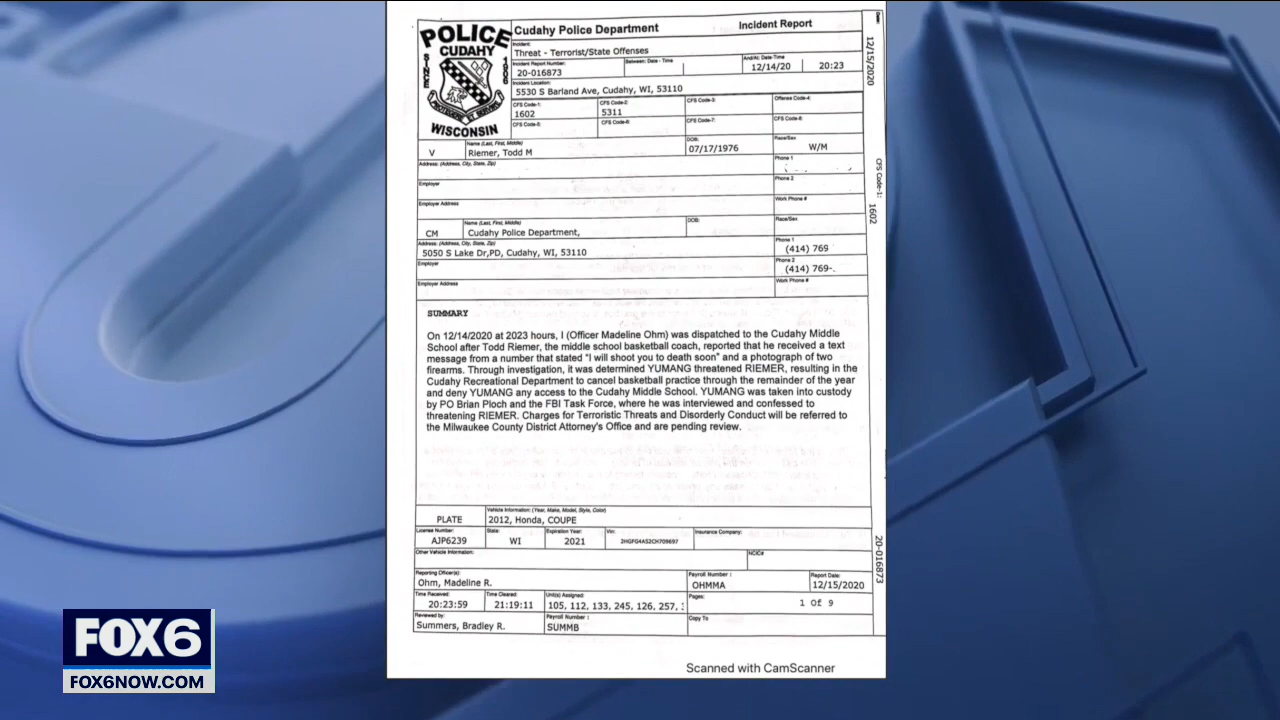 POLICE
CUDAHY
SINCE
1906
WISCONSIN
Cudahy Police Department
Incident Report
Date:
12/15/2020
Incident:
Threat - Terrorist/State Offenses
Incident Report Number:
20-016873
Between: Date - Time
And/At: Date-Time
12/14/20 20:23
Incident Location:
5530 S Barland Ave, Cudahy, WI, 53110
CFS Code-1:
1602
CFS Code-2:
5311
CFS Code-3:
Offense Code-4:
CFS Code-5:
CFS Code-6:
CFS Code-7:
CFS Code-8:
V
Name (Last, First, Middle)
Riemer, Todd M
DOB:
07/17/1976
Race/Sex
W/M
Address: (Address, City, State, Zip)
Phone 1
Employer
Phone 2
Employer Address
Work Phone #
CFS Code-1:
1602
CM
Name (Last, First, Middle)
Cudahy Police Department,
DOB:
Race/Sex
Address: (Address, City, State, Zip)
5050 S Lake Dr,PD, Cudahy, WI, 53110
Phone 1
(414) 769
Employer
Phone 2
(414) 769-
Employer Address
Work Phone #
SUMMARY
On 12/14/2020 at 2023 hours, I (Officer Madeline Ohm) was dispatched to the Cudahy Middle
School after Todd Riemer, the middle school basketball coach, reported that he received a text
message from a number that stated "I will shoot you to death soon" and a photograph of two
firearms. Through investigation, it was determined YUMANG threatened RIEMER, resulting in the
Cudahy Recreational Department to cancel basketball practice through the remainder of the year
and deny YUMANG any access to the Cudahy Middle School. YUMANG was taken into custody
by PO Brian Ploch and the FBI Task Force, where he was interviewed and confessed to
threatening RIEMER. Charges for Terroristic Threats and Disorderly Conduct will be referred to
the Milwaukee County District Attorney's Office and are pending review.
PLATE
Vehicle Information: (Year, Make, Model, Style, Color)
2012, Honda, COUPE
License Number:
AJP6239
State:
WI
Expiration Year:
2021
Vin:
2HGFG4A52CH709697
Insurance Company:
Other Vehicle Information:
NCIC#
20-016873
Reporting Officer(s):
Ohm, Madeline R.
Payroll Number :
OHMMA
Report Date:
12/15/2020
Time Received:
20:23:59
Time Cleared:
21:19:11
Unit(s) Assigned:
105, 112, 133, 245, 126, 257,
Pages:
1 Of 9
Reviewed by:
Summers, Bradley R.
Payroll Number :
SUMMB
Copy To
Scanned with CamScanner
FOX6
FOX6NOW.COM